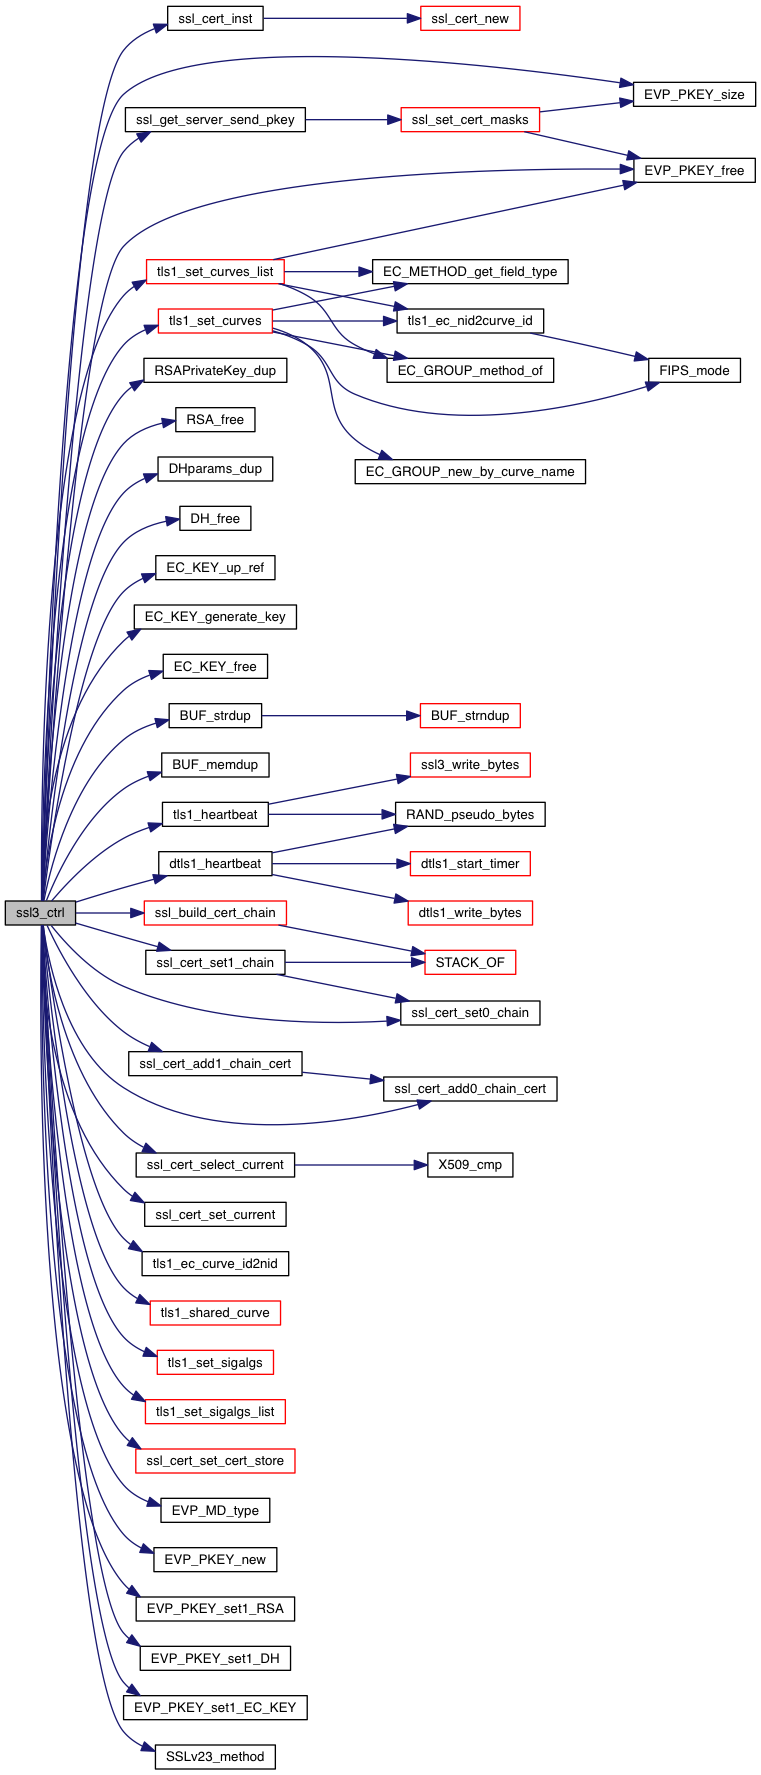 ssl_cert_inst
ssl_cert_new
EVP_PKEY_size
ssl_get_server_send_pkey
ssl_set_cert_masks
EVP_PKEY_free
tls1_set_curves_list
EC_METHOD_get_field_type
tls1_set_curves
tls1_ec_nid2curve_id
RSAPrivateKey_dup
EC_GROUP_method_of
FIPS_mode
RSA_free
DHparams_dup
EC_GROUP_new_by_curve_name
DH_free
EC_KEY_up_ref
EC_KEY_generate_key
EC_KEY_free
BUF_strdup
BUF_strndup
BUF_memdup
ssl3_write_bytes
tls1_heartbeat
RAND_pseudo_bytes
dtls1_heartbeat
dtls1_start_timer
ssl3_ctrl
ssl_build_cert_chain
dtls1_write_bytes
ssl_cert_set1_chain
STACK_OF
ssl_cert_set0_chain
ssl_cert_add1_chain_cert
ssl_cert_add0_chain_cert
ssl_cert_select_current
X509_cmp
ssl_cert_set_current
tls1_ec_curve_id2nid
tls1_shared_curve
tls1_set_sigalgs
tls1_set_sigalgs_list
ssl_cert_set_cert_store
EVP_MD_type
EVP_PKEY_new
EVP_PKEY_set1_RSA
EVP_PKEY_set1_DH
EVP_PKEY_set1_EC_KEY
SSLv23_method